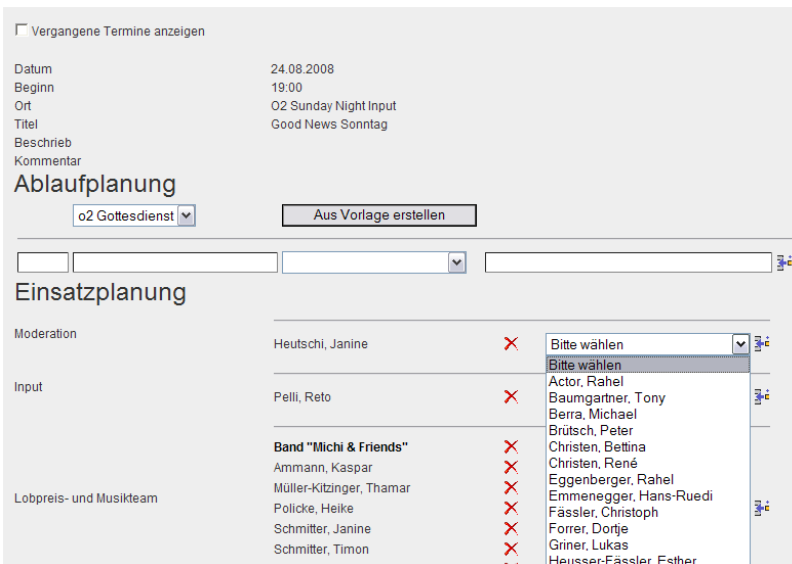 Vergangene Termine anzeigen
Datum 24.08.2008
Beginn 19:00
Ort O2 Sunday Night Input
Titel Good News Sonntag
Beschrieb
Kommentar
Ablaufplanung
o2 Gottesdienst Aus Vorlage erstellen
Einsatzplanung
Moderation
Heutschi, Janine Bitte wählen
Bitte wählen
Actor, Rahel
Input
Pelli, Reto Baumgartner, Tony
Berra, Michael
Brütsch, Peter
Band "Michi & Friends" Christen, Bettina
Ammann, Kaspar Christen, René
Müller-Kitzinger, Thamar Eggenberger, Rahel
Lobpreis- und Musikteam Emmenegger, Hans-Ruedi
Policke, Heike Fässler, Christoph
Schmitter, Janine Forrer, Dortje
Schmitter, Timon Griner, Lukas
Heusser-Fässler, Esther